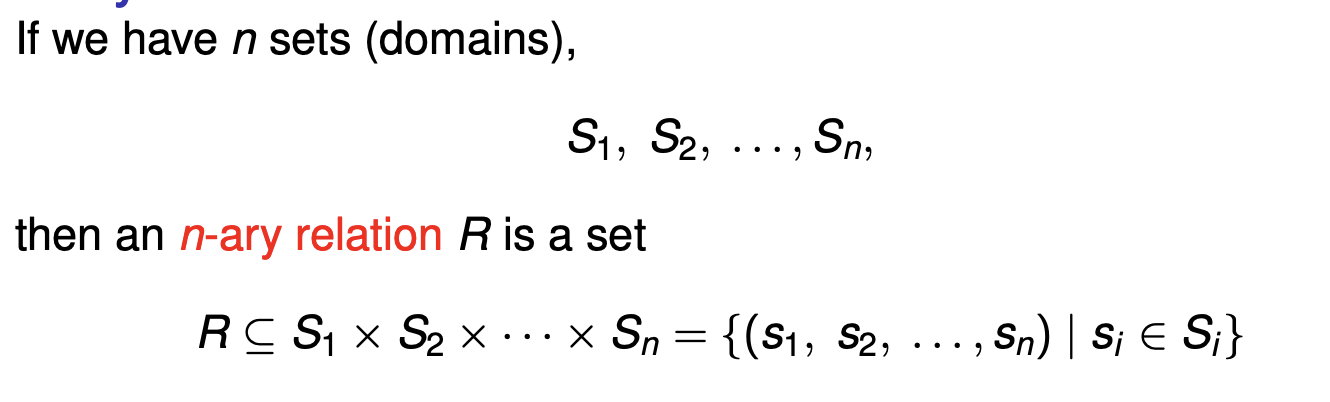 If we have n sets (domains),
S₁, S₂, ..., Sₙ,
then an n-ary relation R is a set
R ⊆ S₁ × S₂ × ··· × Sₙ = {(s₁, s₂, ..., sₙ) | sᵢ ∈ Sᵢ}